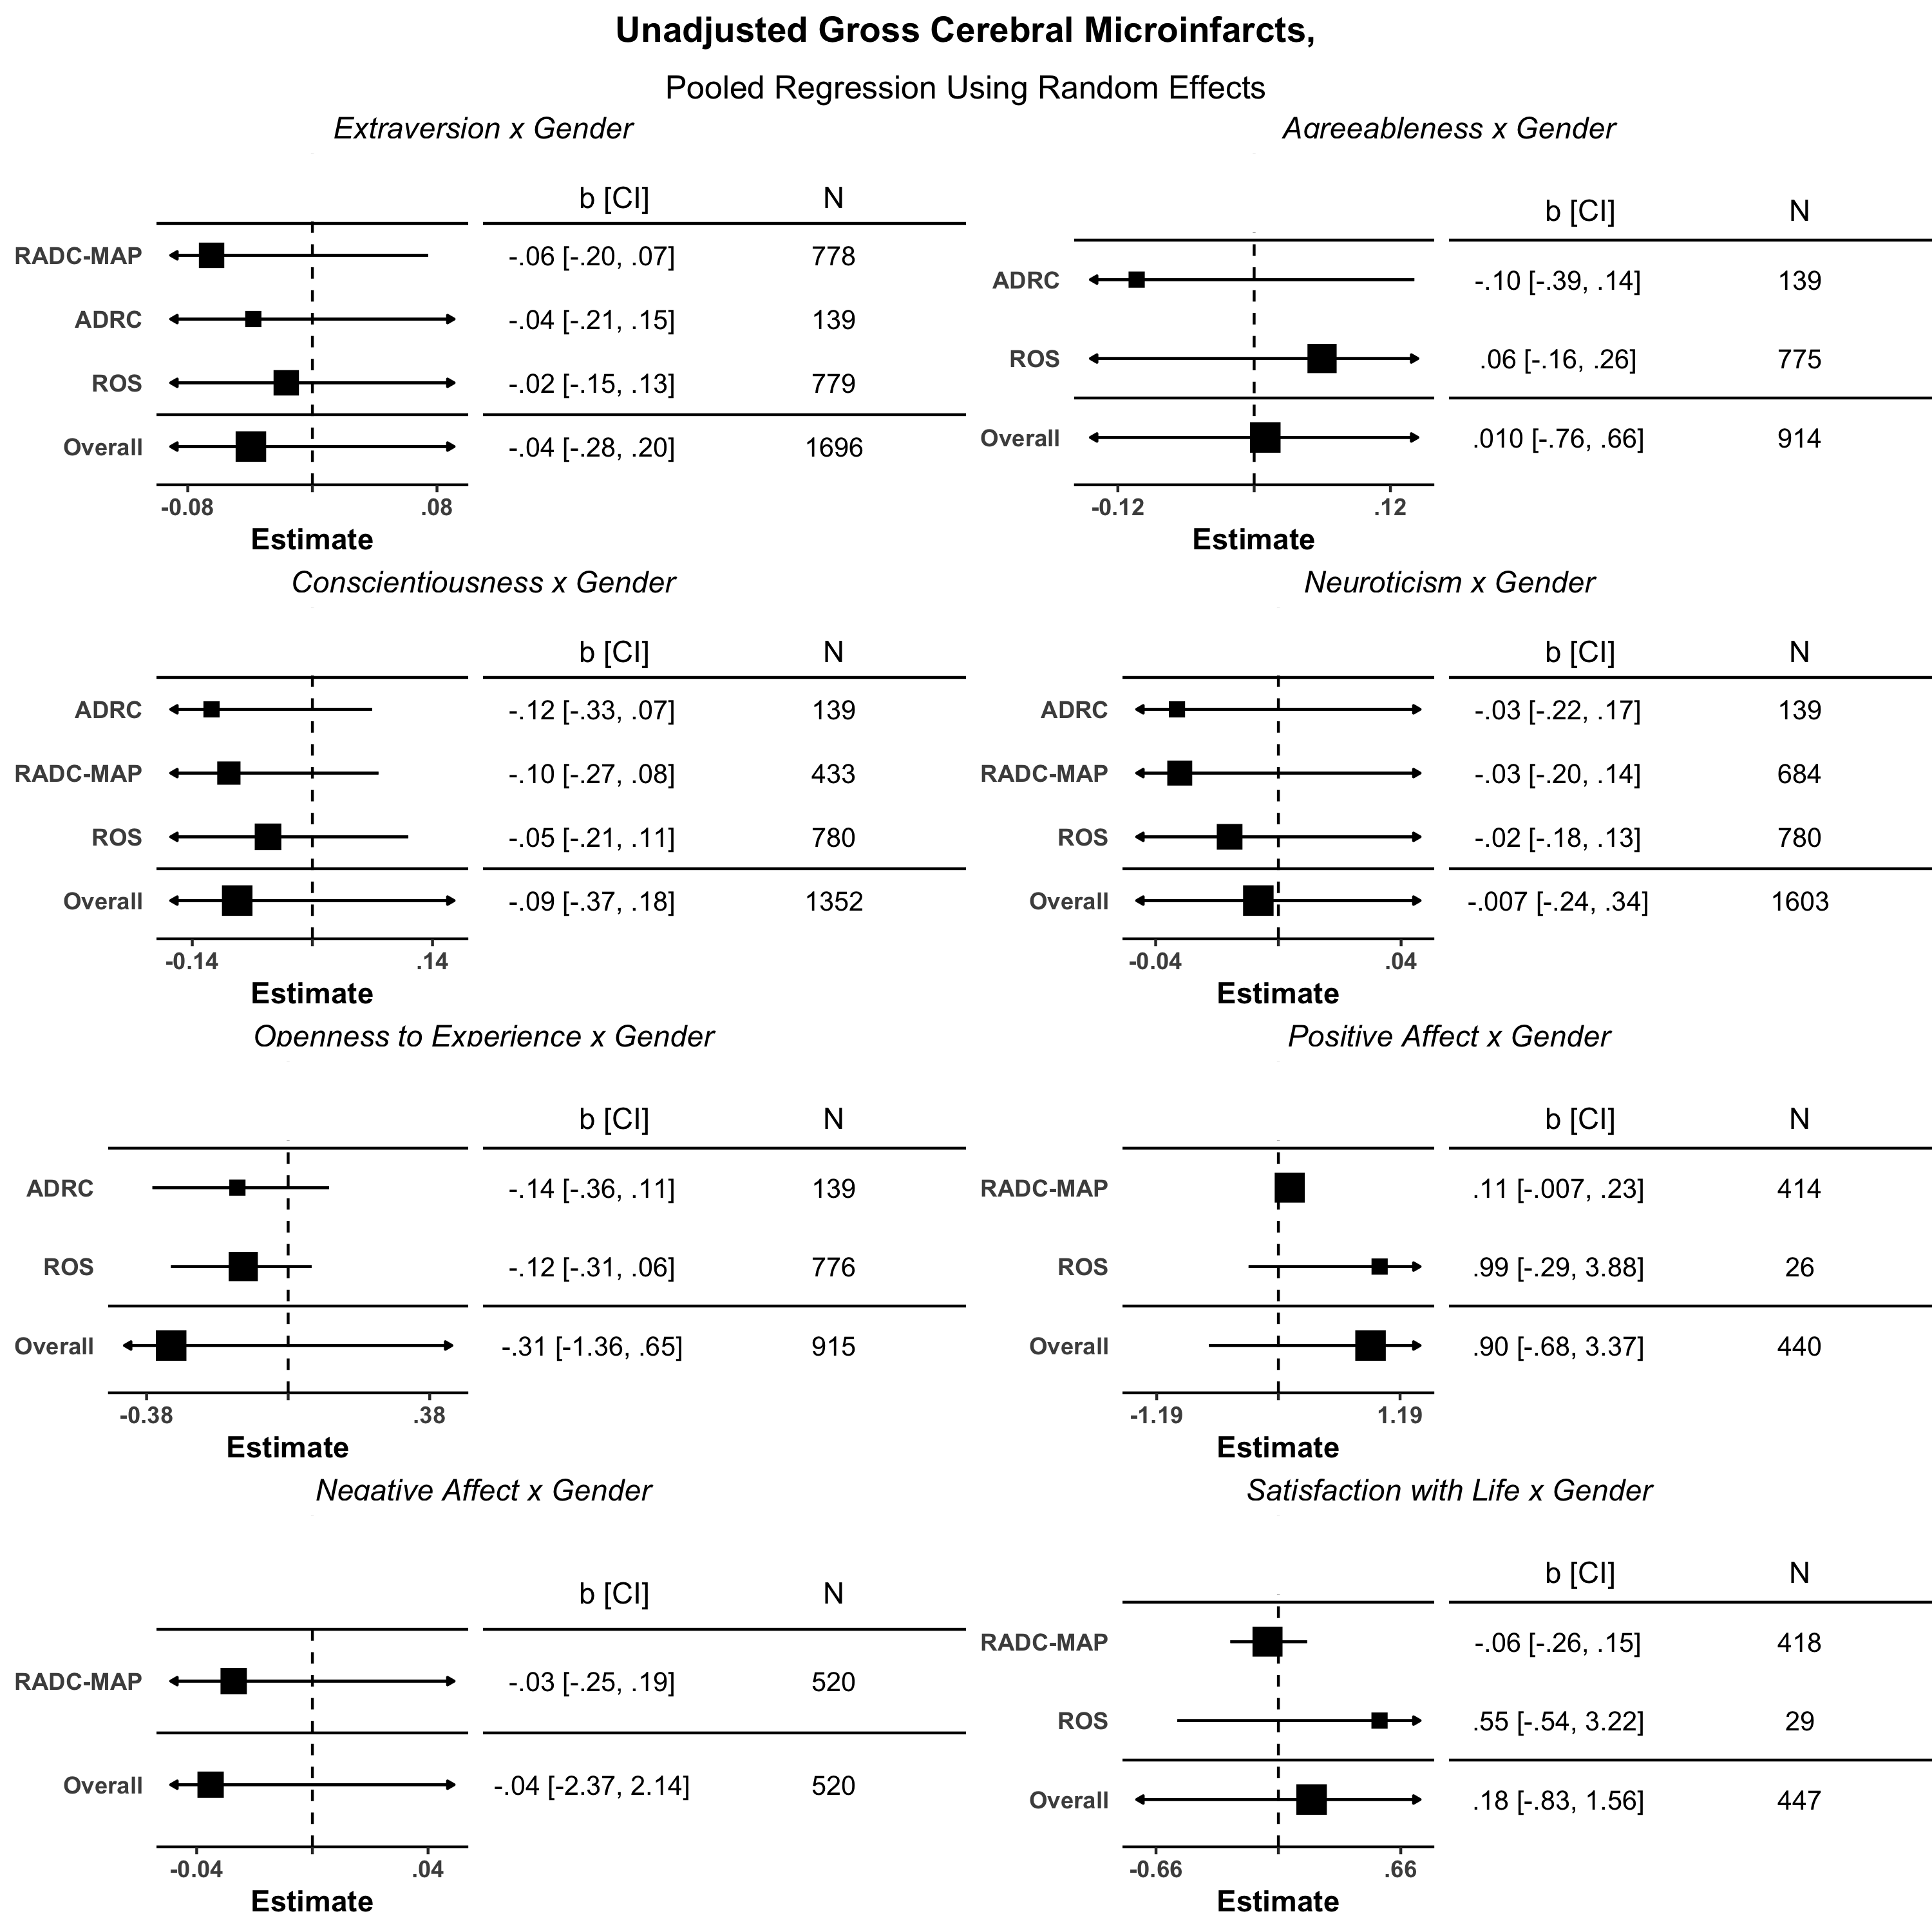 Unadjusted Gross Cerebral Microinfarcts,
Pooled Regression Using Random Effects
Extraversion x Gender
b [CI] N
RADC-MAP -.06 [-.20, .07] 778
ADRC -.04 [-.21, .15] 139
ROS -.02 [-.15, .13] 779
Overall -.04 [-.28, .20] 1696
-0.08 .08
Estimate
Agreeableness x Gender
b [CI] N
ADRC -.10 [-.39, .14] 139
ROS .06 [-.16, .26] 775
Overall .010 [-.76, .66] 914
-0.12 .12
Estimate
Conscientiousness x Gender
b [CI] N
ADRC -.12 [-.33, .07] 139
RADC-MAP -.10 [-.27, .08] 433
ROS -.05 [-.21, .11] 780
Overall -.09 [-.37, .18] 1352
-0.14 .14
Estimate
Neuroticism x Gender
b [CI] N
ADRC -.03 [-.22, .17] 139
RADC-MAP -.03 [-.20, .14] 684
ROS -.02 [-.18, .13] 780
Overall -.007 [-.24, .34] 1603
-0.04 .04
Estimate
Openness to Experience x Gender
b [CI] N
ADRC -.14 [-.36, .11] 139
ROS -.12 [-.31, .06] 776
Overall -.31 [-1.36, .65] 915
-0.38 .38
Estimate
Positive Affect x Gender
b [CI] N
RADC-MAP .11 [-.007, .23] 414
ROS .99 [-.29, 3.88] 26
Overall .90 [-.68, 3.37] 440
-1.19 1.19
Estimate
Negative Affect x Gender
b [CI] N
RADC-MAP -.03 [-.25, .19] 520
Overall -.04 [-2.37, 2.14] 520
-0.04 .04
Estimate
Satisfaction with Life x Gender
b [CI] N
RADC-MAP -.06 [-.26, .15] 418
ROS .55 [-.54, 3.22] 29
Overall .18 [-.83, 1.56] 447
-0.66 .66
Estimate